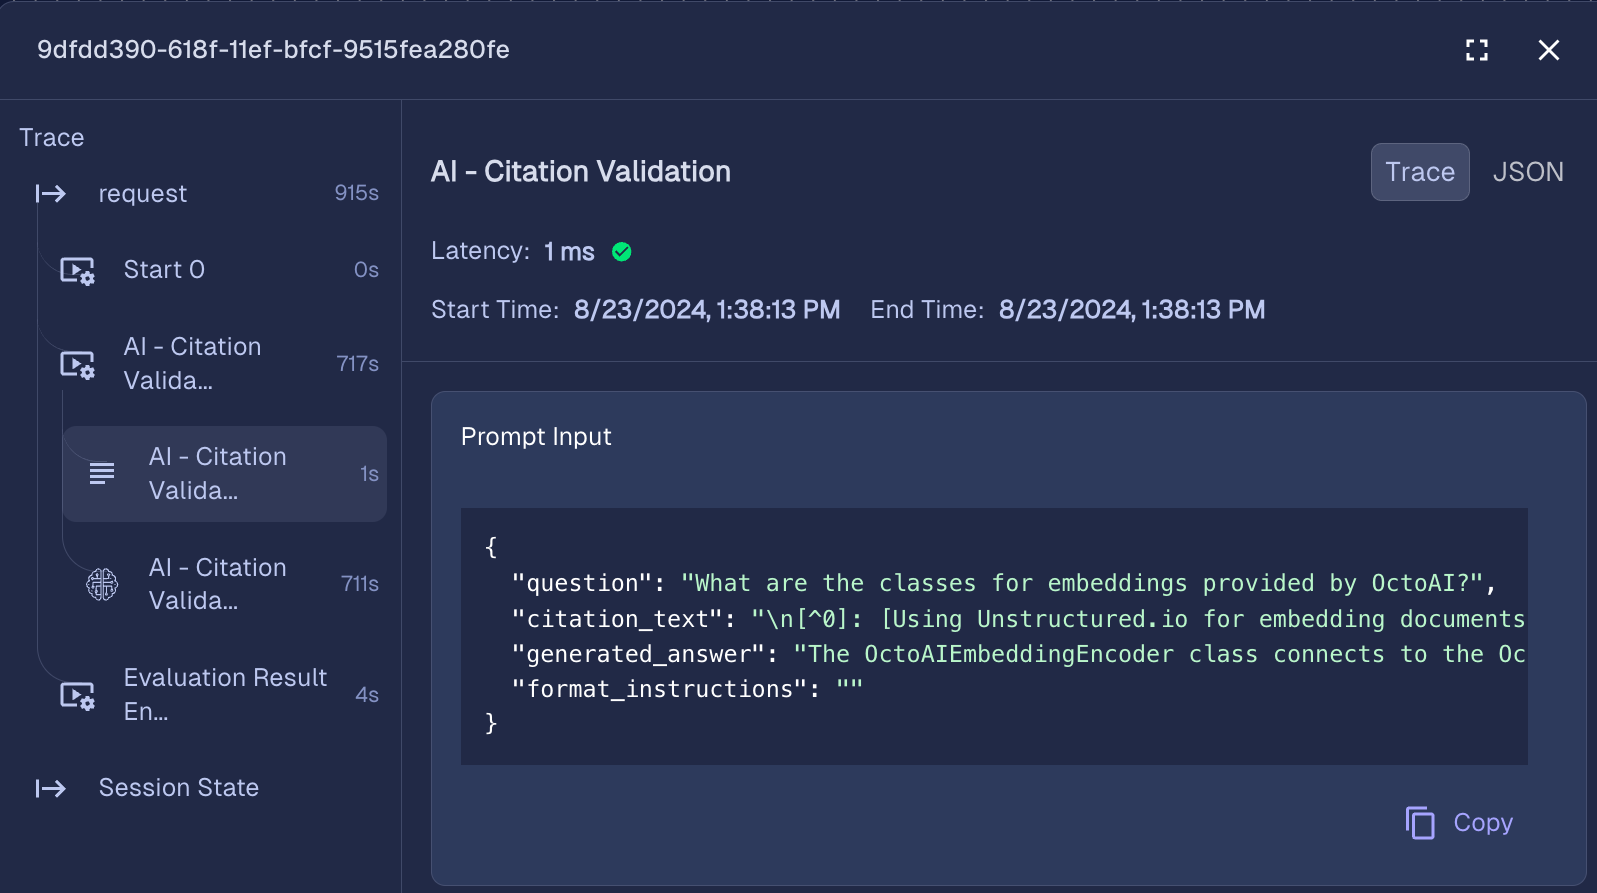 9dfdd390-618f-11ef-bfcf-9515fea280fe
Trace
request 915s
Start 0 0s
AI - Citation
Valida... 717s
AI - Citation
Valida... 1s
AI - Citation
Valida... 711s
Evaluation Result
En... 4s
Session State
AI - Citation Validation
Trace JSON
Latency: 1 ms
Start Time: 8/23/2024, 1:38:13 PM End Time: 8/23/2024, 1:38:13 PM
Prompt Input
{
"question": "What are the classes for embeddings provided by OctoAI?",
"citation_text": "\n[^0]: [Using Unstructured.io for embedding documents
"generated_answer": "The OctoAIEmbeddingEncoder class connects to the Oc
"format_instructions": ""
}
Copy